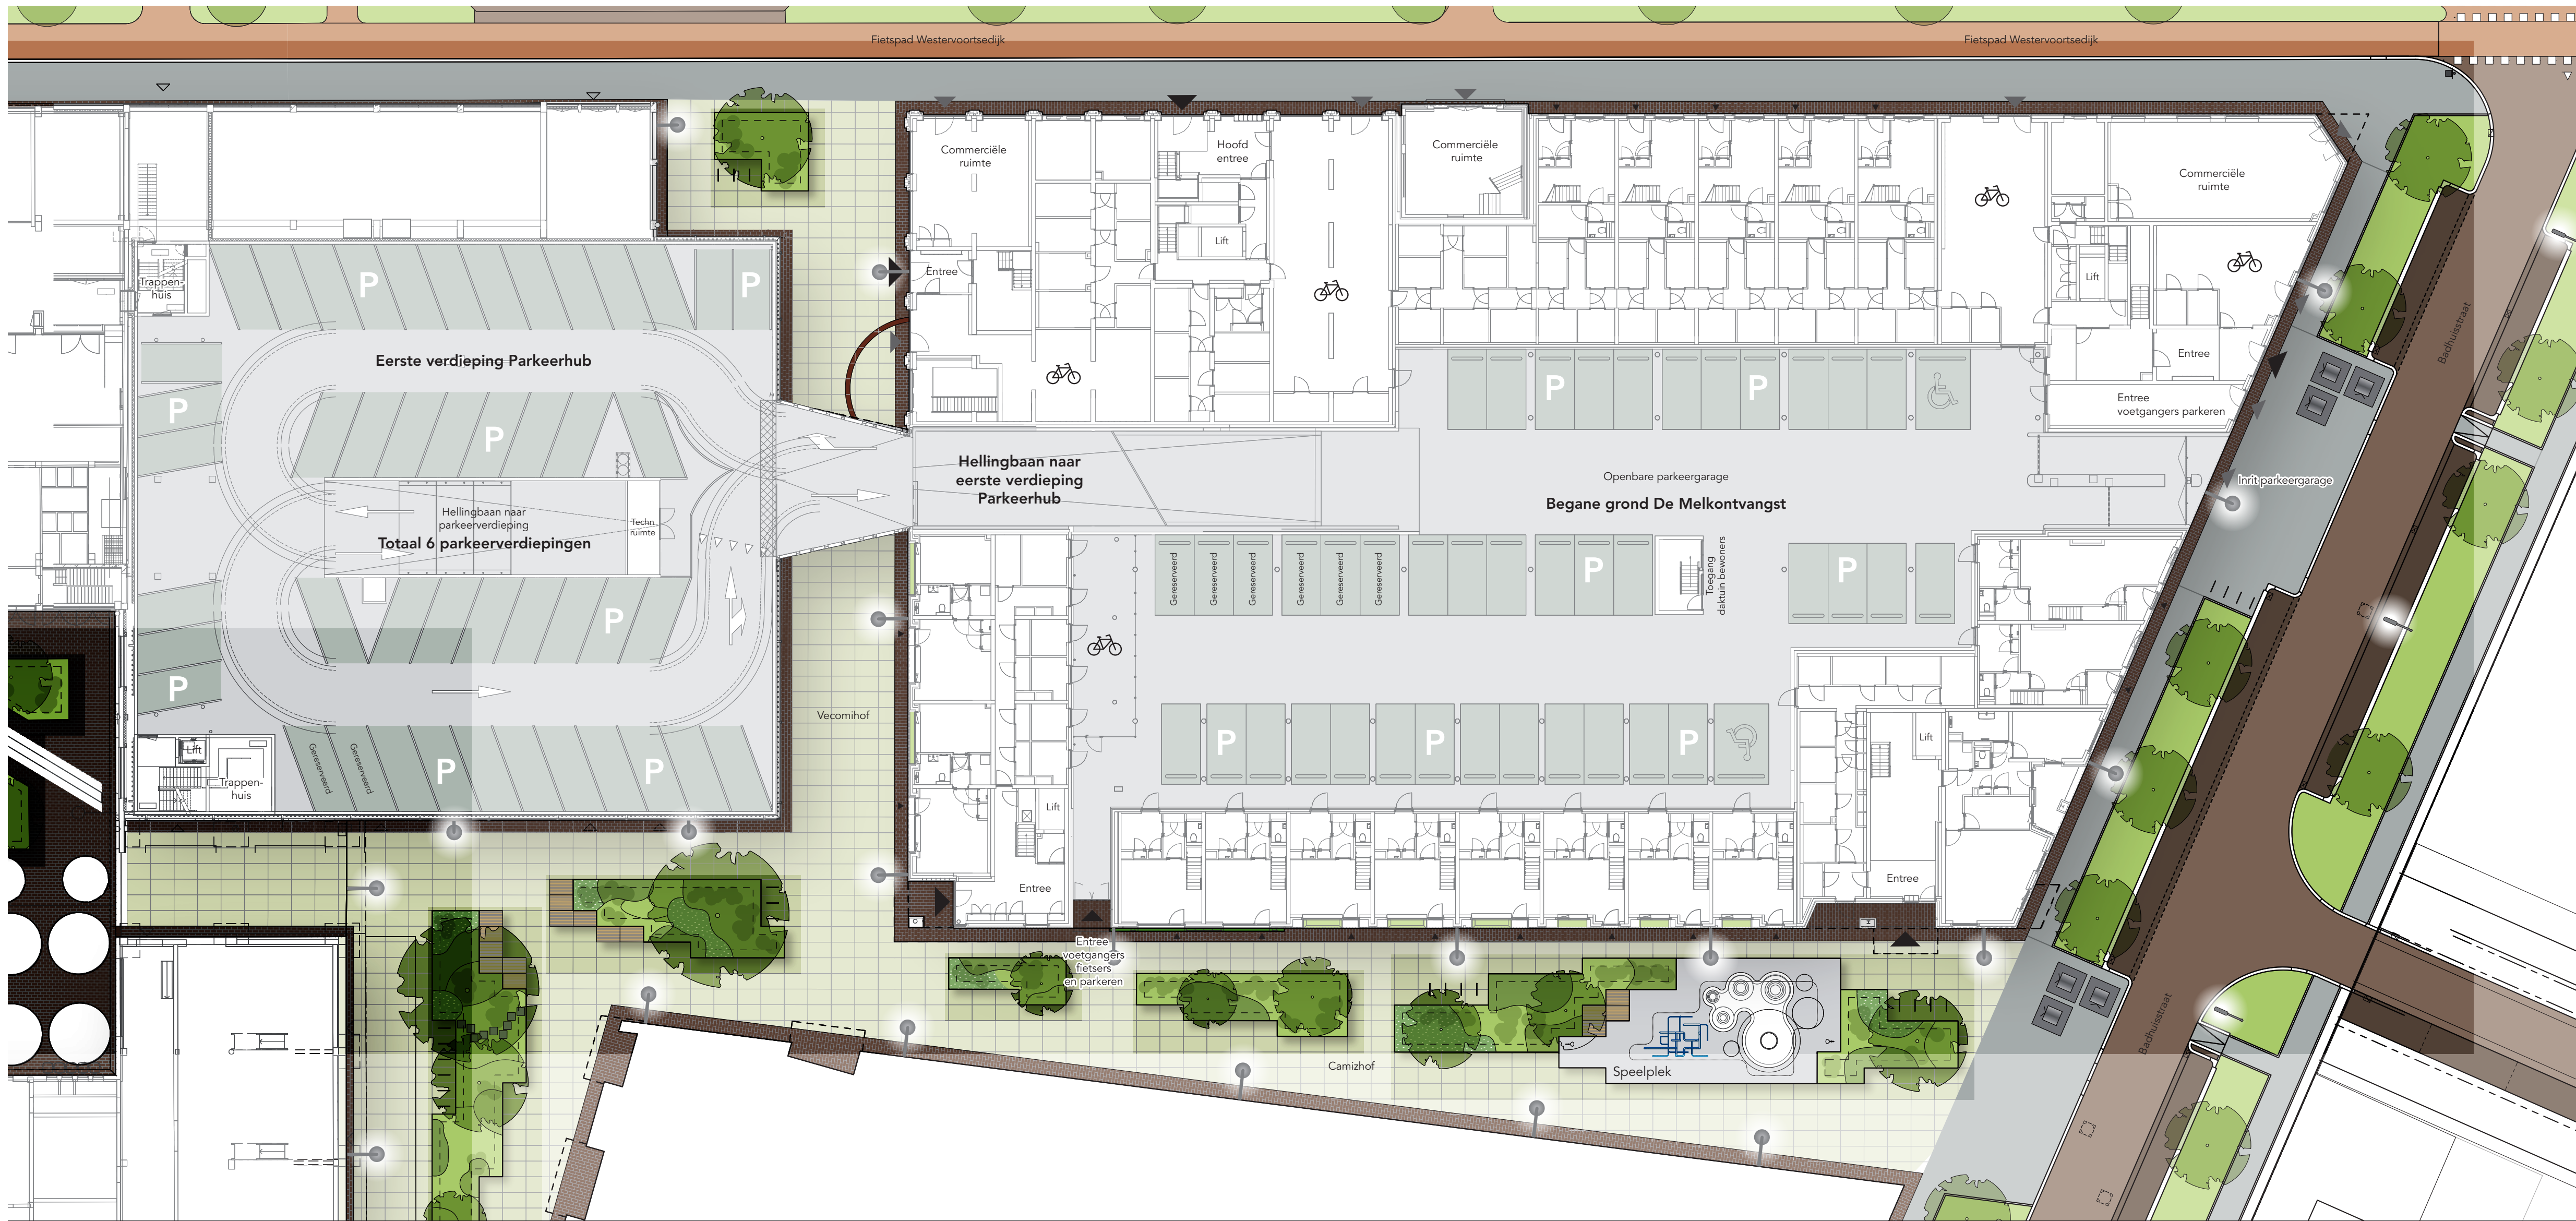 Fietspad Westervoortsedijk
Fietspad Westervoortsedijk
Commerciële
ruimte
Hoofd
entree
Commerciële
ruimte
Commerciële
ruimte
Lift
Entree
Lift
Trappen-
huis
P
P
Eerste verdieping Parkeerhub
Badhuisstraat
Entree
Entree
voetgangers parkeren
P
P
P
P
Hellingbaan naar
eerste verdieping
Parkeerhub
Openbare parkeergarage
Begane grond De Melkontvangst
Inrit parkeergarage
Hellingbaan naar
parkeerverdieping
Techn
ruimte
Totaal 6 parkeerverdiepingen
Gereserveerd
Gereserveerd
Gereserveerd
Gereserveerd
Gereserveerd
Gereserveerd
P
Toegang
daktuin bewoners
P
P
P
Vecomihof
Lift
Trappen-
huis
Gereserveerd
Gereserveerd
P
P
P
P
P
Lift
Lift
Entree
Entree
Entree
voetgangers
fietsers
en parkeren
Camizhof
Speelplek
Badhuisstraat